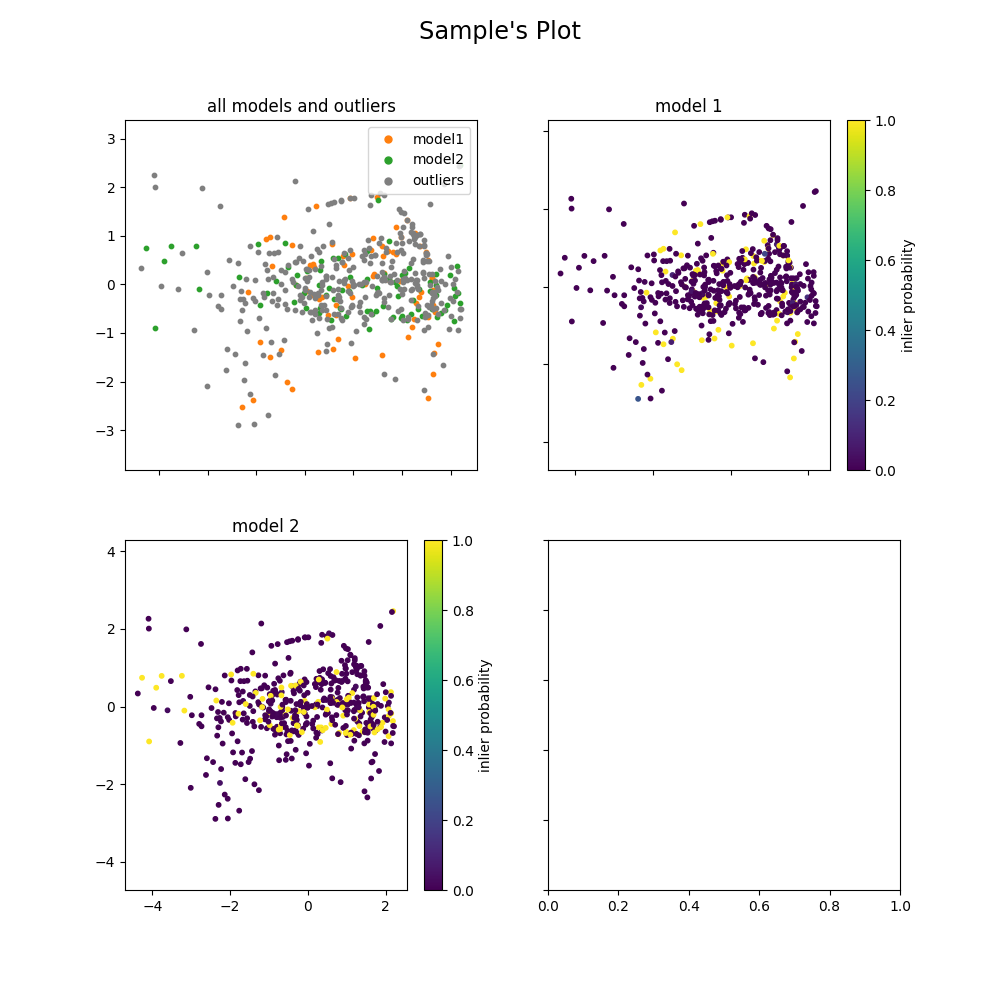 Sample's Plot
all models and outliers
model 1
3
2
1
0
−1
−2
−3
model1
model2
outliers
1.0
0.8
0.6
0.4
0.2
0.0
inlier probability
model 2
4
2
0
−2
−4
−4 −2 0 2
1.0
0.8
0.6
0.4
0.2
0.0
inlier probability
0.0 0.2 0.4 0.6 0.8 1.0